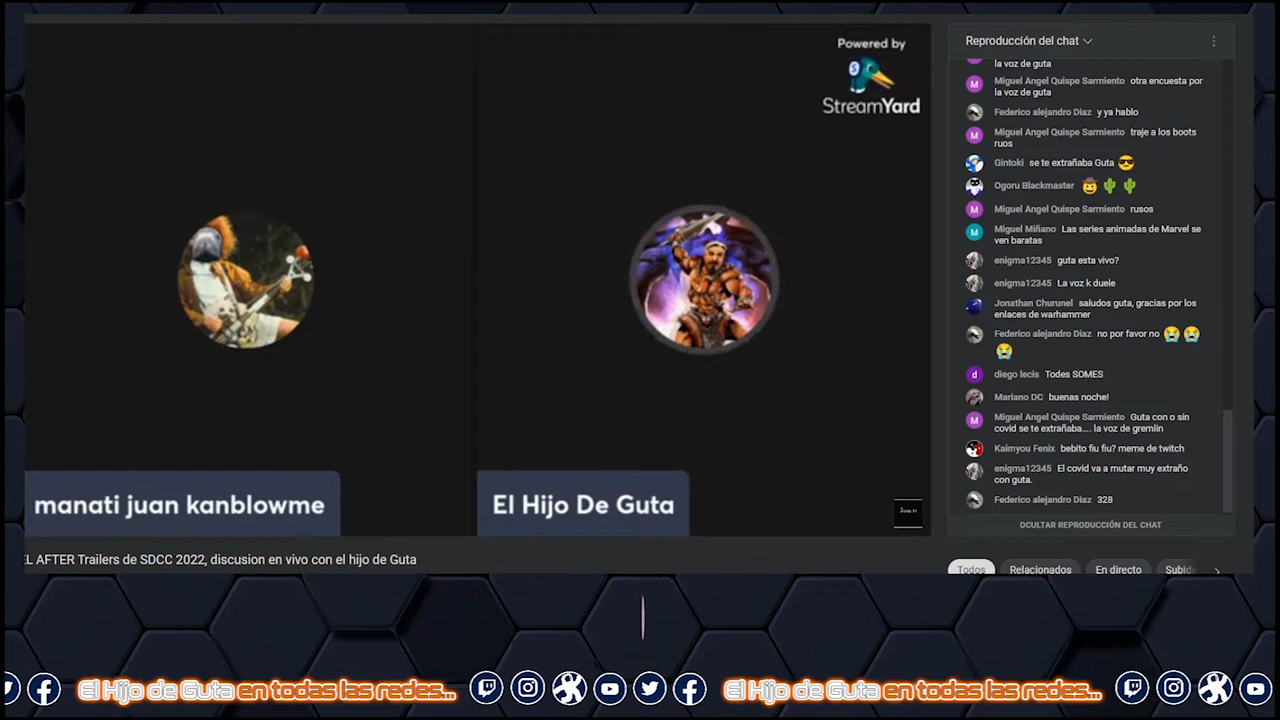 Powered by
StreamYard
manati juan kanblowme
El Hijo De Guta
AFTER Trailers de SDCC 2022, discusion en vivo con el hijo de Guta
Reproducción del chat
la voz de guta
Miguel Angel Quispe Sarmiento otra encuesta por
la voz de guta
Federico alejandro Diaz y ya hablo
Miguel Angel Quispe Sarmiento traje a los boots
ruos
Gintoki se te extrañaba Guta 😎
Ogoru Blackmaster 🤠🌵🌵
Miguel Angel Quispe Sarmiento rusos
Miguel Miñano Las series animadas de Marvel se
ven baratas
enigma12345 guta esta vivo?
enigma12345 La voz k duele
Jonathan Churunel saludos guta, gracias por los
enlaces de warhammer
Federico alejandro Diaz no por favor no 😭😭
😭
diego lecis Todes SOMES
Mariano DC buenas noche!
Miguel Angel Quispe Sarmiento Guta con o sin
covid se te extrañaba.... la voz de gremlin
Kaimyou Fenix bebito fiu fiu? meme de twitch
enigma12345 El covid va a mutar muy extraño
con guta.
Federico alejandro Diaz 328
OCULTAR REPRODUCCIÓN DEL CHAT
Todos Relacionados En directo Subid
El Hijo de Guta en todas las redes... El Hijo de Guta en todas las redes...